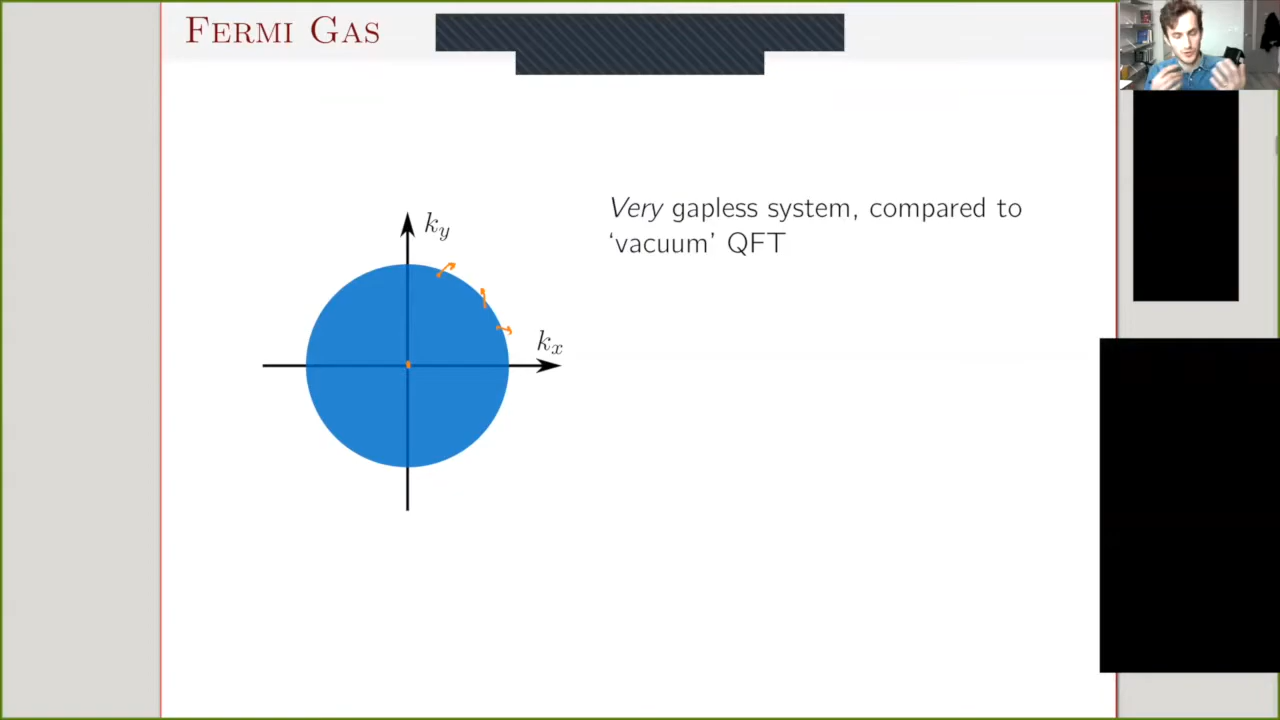 FERMI GAS
k_y
Very gapless system, compared to
‘vacuum’ QFT
k_x